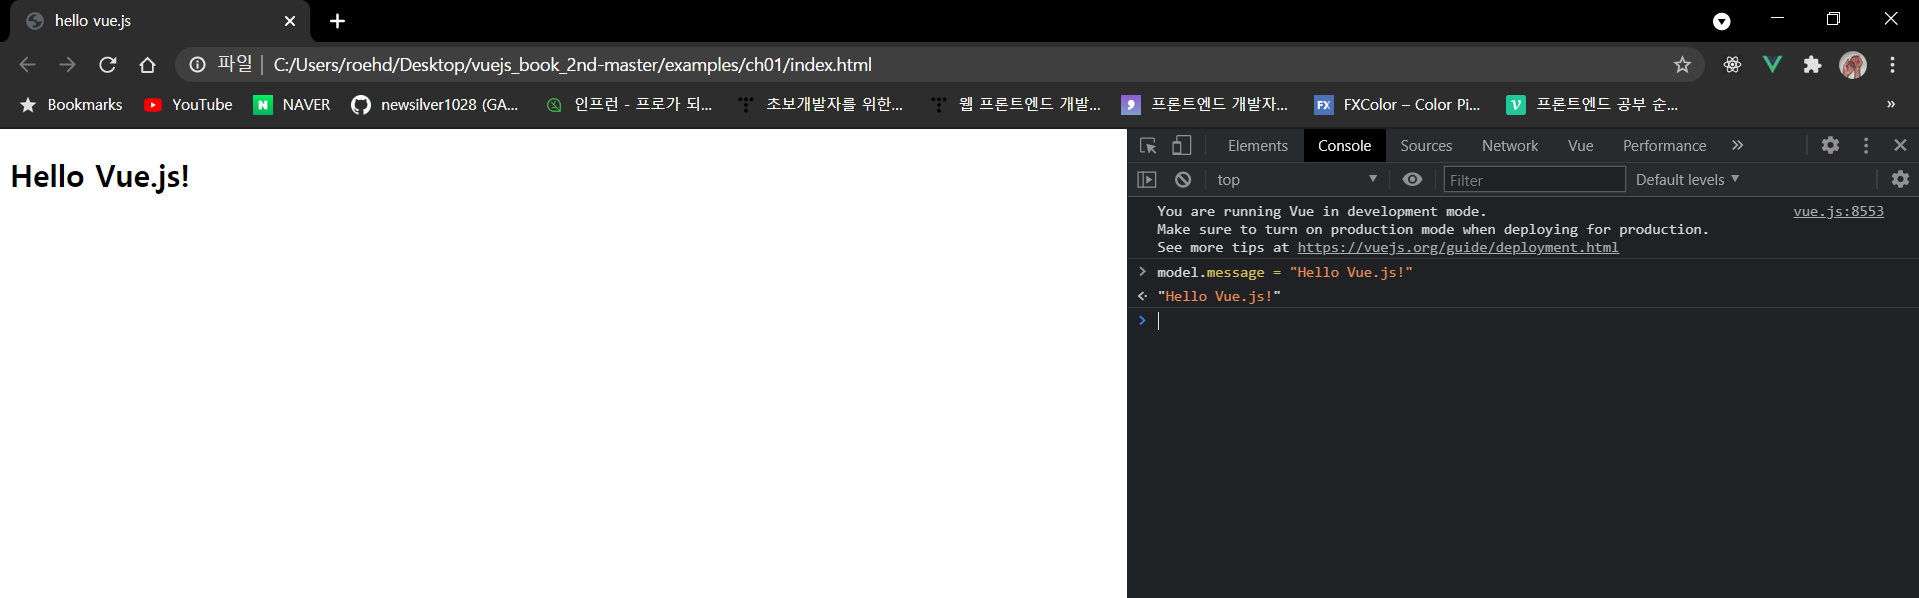 hello vue.js
파일 | C:/Users/roehd/Desktop/vuejs_book_2nd-master/examples/ch01/index.html
Bookmarks YouTube N NAVER newsilver1028 (GA... 인프런 - 프로가 되... 초보개발자를 위한... 웹 프론트엔드 개발... 프론트엔드 개발자... FX FXColor – Color Pi... V 프론트엔드 공부 순... »
Hello Vue.js!
Elements Console Sources Network Vue Performance »
top Filter Default levels
You are running Vue in development mode. vue.js:8553
Make sure to turn on production mode when deploying for production.
See more tips at https://vuejs.org/guide/deployment.html
> model.message = "Hello Vue.js!"
"Hello Vue.js!"
>